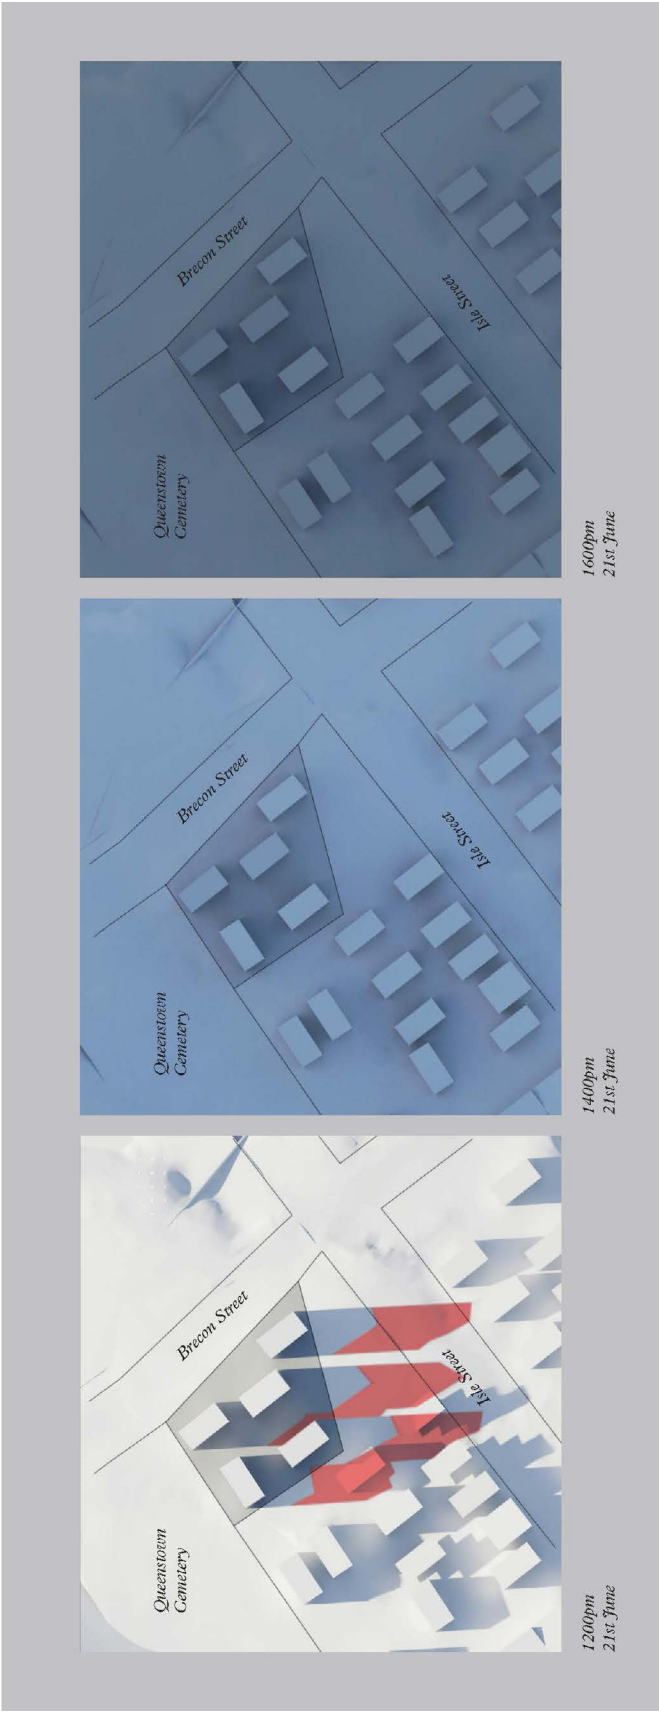 Brecon Street
Isle Street
Queenstown
Cemetery
1200pm
21st June
Brecon Street
Isle Street
Queenstown
Cemetery
1400pm
21st June
Brecon Street
Isle Street
Queenstown
Cemetery
1600pm
21st June